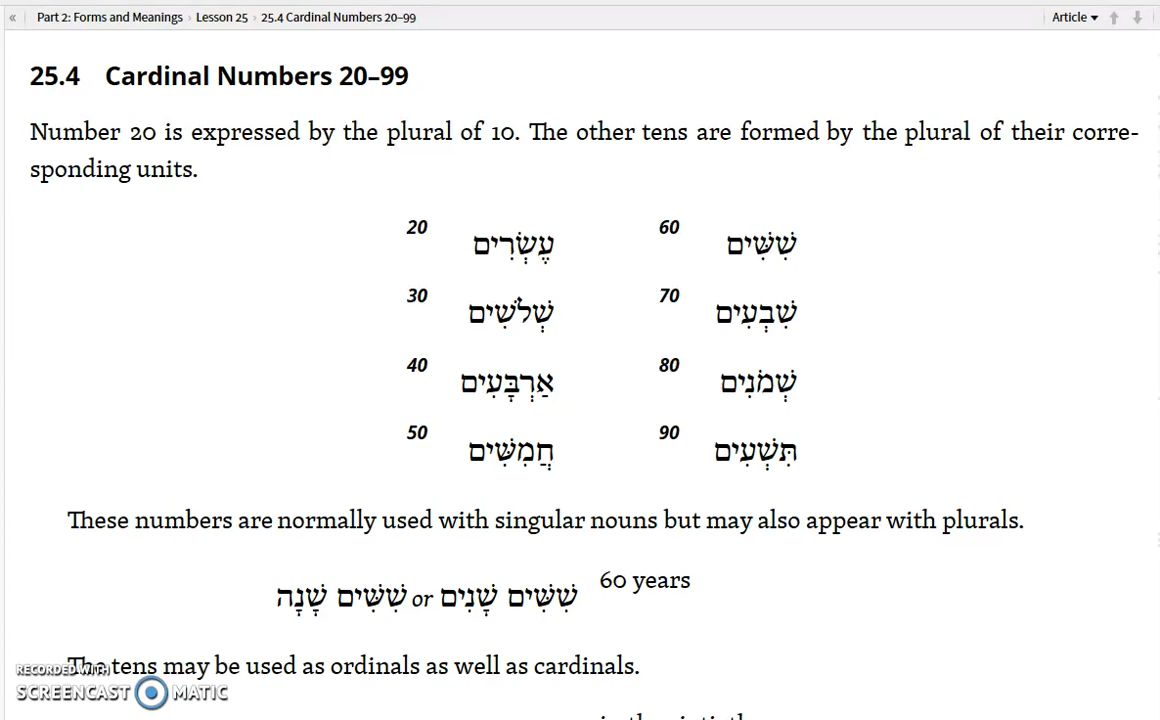 « Part 2: Forms and Meanings › Lesson 25 › 25.4 Cardinal Numbers 20–99 Article
25.4 Cardinal Numbers 20–99
Number 20 is expressed by the plural of 10. The other tens are formed by the plural of their corre-
sponding units.
20 עֶשְׂרִים 60 שִׁשִּׁים
30 שְׁלֹשִׁים 70 שִׁבְעִים
40 אַרְבָּעִים 80 שְׁמֹנִים
50 חֲמִשִּׁים 90 תִּשְׁעִים
These numbers are normally used with singular nouns but may also appear with plurals.
שִׁשִּׁים שָׁנָה or שִׁשִּׁים שָׁנִים 60 years
The tens may be used as ordinals as well as cardinals.
RECORDED WITH
SCREENCAST MATIC